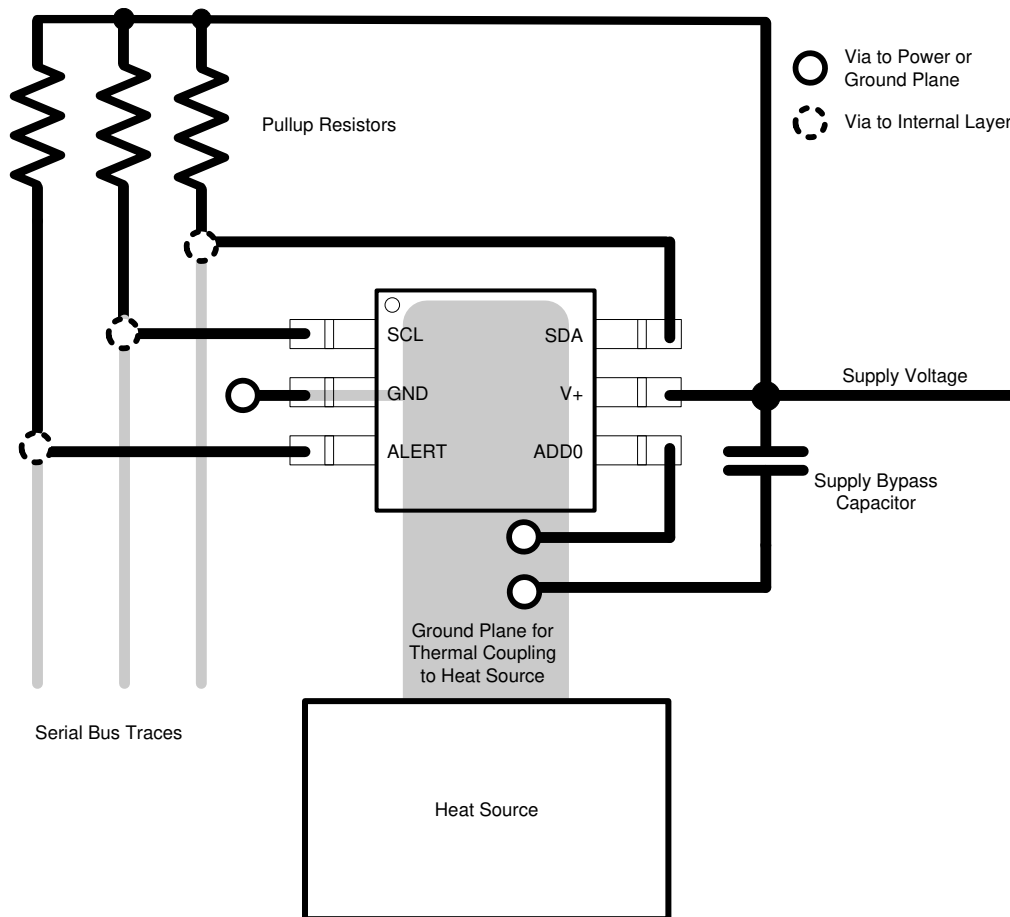 Via to Power or
Ground Plane
Via to Internal Layer
Pullup Resistors
SCL
SDA
GND
V+
ALERT
ADD0
Supply Voltage
Supply Bypass
Capacitor
Ground Plane for
Thermal Coupling
to Heat Source
Serial Bus Traces
Heat Source